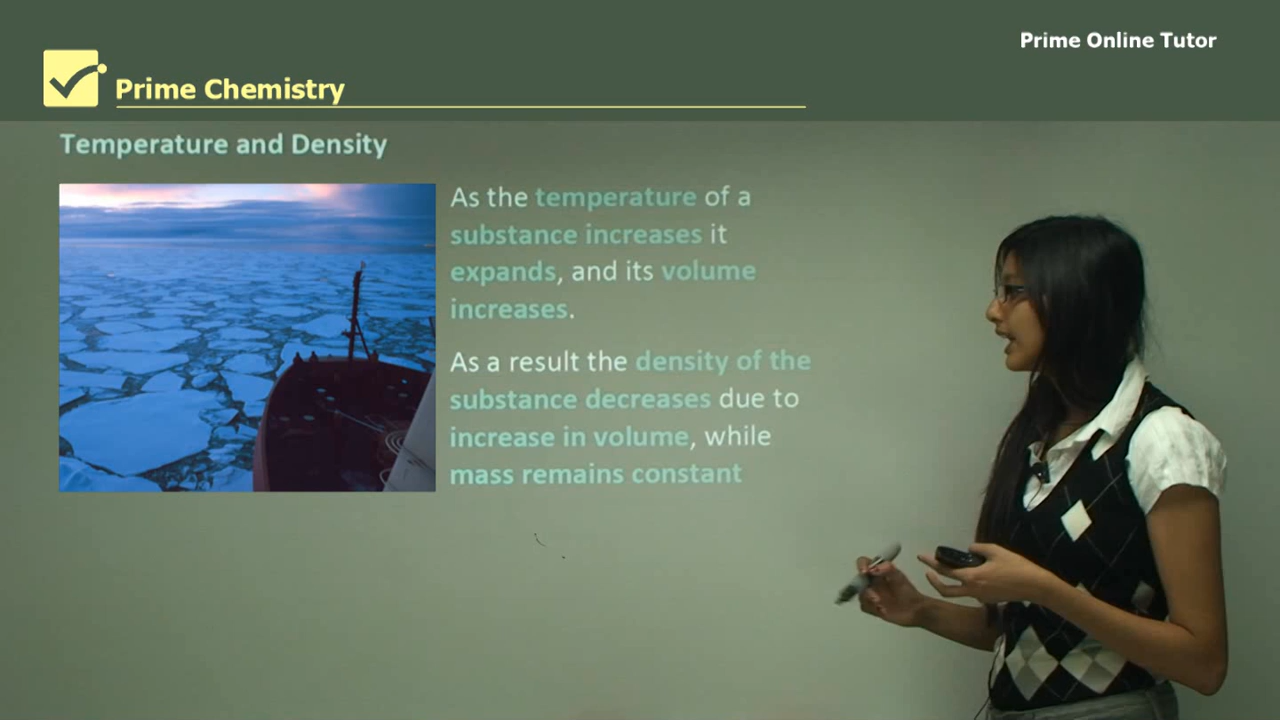 Prime Online Tutor
Prime Chemistry
Temperature and Density
As the temperature of a
substance increases it
expands, and its volume
increases.
As a result the density of the
substance decreases due to
increase in volume, while
mass remains constant